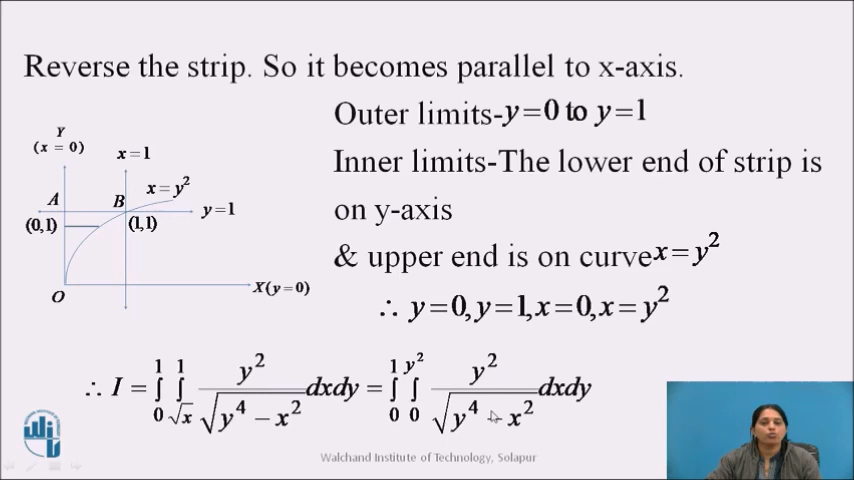 Reverse the strip. So it becomes parallel to x-axis.
Outer limits-y=0 to y=1
Inner limits-The lower end of strip is
on y-axis
& upper end is on curve x=y²
∴ y=0, y=1, x=0, x=y²
Y
(x = 0)
x=1
x=y²
A
B
y=1
(0,1)
(1,1)
O
X(y=0)
∴ I = ∫₀¹ ∫_√x¹ y²/√(y⁴ − x²) dxdy = ∫₀¹ ∫₀^y² y²/√(y⁴ − x²) dxdy
Walchand Institute of Technology, Solapur